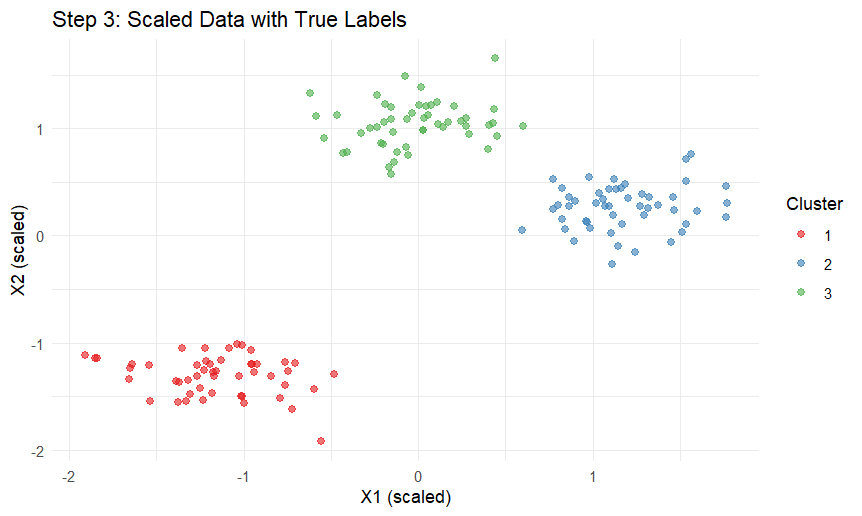 Step 3: Scaled Data with True Labels
X2 (scaled)
1
0
-1
-2
-2
-1
0
1
X1 (scaled)
Cluster
1
2
3